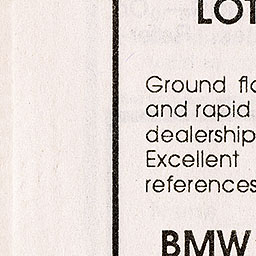 LOT
Ground flo
and rapid
dealership
Excellent
references
BMW